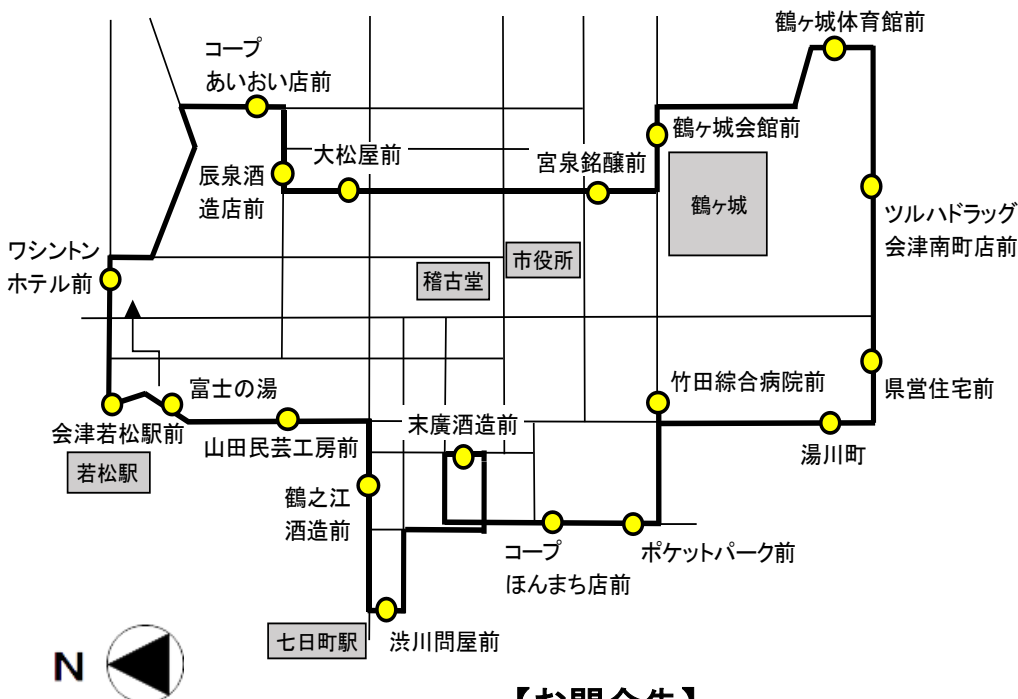 鶴ヶ城体育館前
コープ
あいおい店前
鶴ヶ城会館前
大松屋前
宮泉銘醸前
辰泉酒
造店前
鶴ヶ城
ツルハドラッグ
会津南町店前
ワシントン
ホテル前
市役所
稽古堂
富士の湯
竹田綜合病院前
県営住宅前
会津若松駅前
山田民芸工房前
末廣酒造前
湯川町
若松駅
鶴之江
酒造前
コープ
ほんまち店前
ポケットパーク前
七日町駅
渋川問屋前
N
【お問合先】